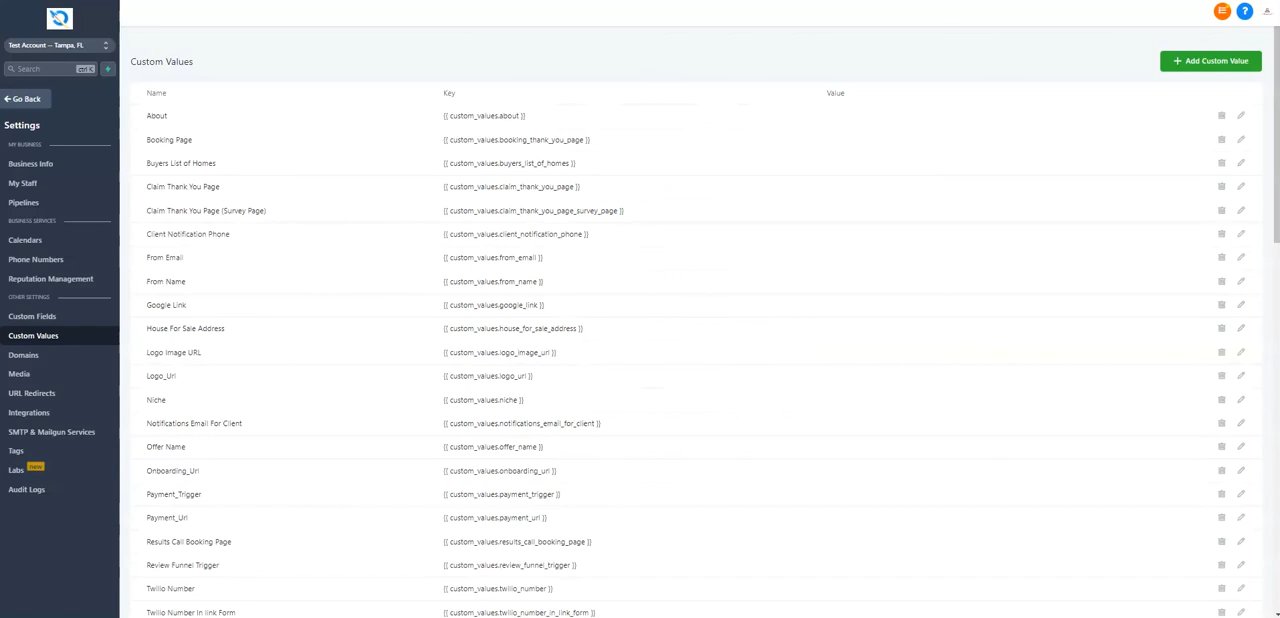 Test Account — Tampa, FL
Search
ctrl K
Go Back
Settings
MY BUSINESS
Business Info
My Staff
Pipelines
BUSINESS SERVICES
Calendars
Phone Numbers
Reputation Management
OTHER SETTINGS
Custom Fields
Custom Values
Domains
Media
URL Redirects
Integrations
SMTP & Mailgun Services
Tags
Labs new
Audit Logs
?
Custom Values
+ Add Custom Value
Name Key Value
About {{ custom_values.about }}
Booking Page {{ custom_values.booking_thank_you_page }}
Buyers List of Homes {{ custom_values.buyers_list_of_homes }}
Claim Thank You Page {{ custom_values.claim_thank_you_page }}
Claim Thank You Page (Survey Page) {{ custom_values.claim_thank_you_page_survey_page }}
Client Notification Phone {{ custom_values.client_notification_phone }}
From Email {{ custom_values.from_email }}
From Name {{ custom_values.from_name }}
Google Link {{ custom_values.google_link }}
House For Sale Address {{ custom_values.house_for_sale_address }}
Logo Image URL {{ custom_values.logo_image_url }}
Logo_Url {{ custom_values.logo_url }}
Niche {{ custom_values.niche }}
Notifications Email For Client {{ custom_values.notifications_email_for_client }}
Offer Name {{ custom_values.offer_name }}
Onboarding_Url {{ custom_values.onboarding_url }}
Payment_Trigger {{ custom_values.payment_trigger }}
Payment_Url {{ custom_values.payment_url }}
Results Call Booking Page {{ custom_values.results_call_booking_page }}
Review Funnel Trigger {{ custom_values.review_funnel_trigger }}
Twilio Number {{ custom_values.twilio_number }}
Twilio Number In link Form {{ custom_values.twilio_number_in_link_form }}